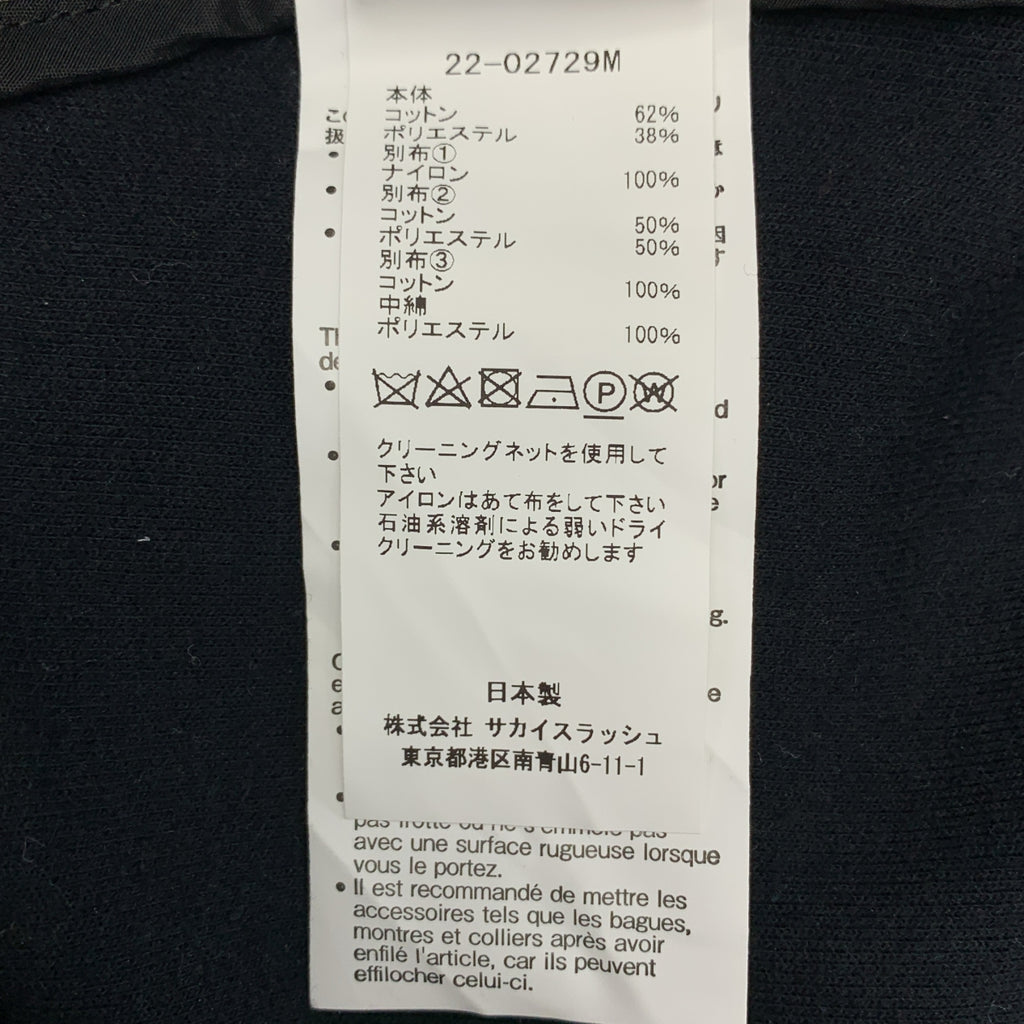 22-02729M
本体
コットン 62%
ポリエステル 38%
別布①
ナイロン 100%
別布②
コットン 50%
ポリエステル 50%
別布③
コットン 100%
中綿
ポリエステル 100%
P W
クリーニングネットを使用して
下さい
アイロンはあて布をして下さい
石油系溶剤による弱いドライ
クリーニングをお勧めします
日本製
株式会社 サカイスラッシュ
東京都港区南青山6-11-1
avec une surface rugueuse lorsque
vous le portez.
• Il est recommandé de mettre les
accessoires tels que les bagues,
montres et colliers après avoir
enfilé l'article, car ils peuvent
effilocher celui-ci.